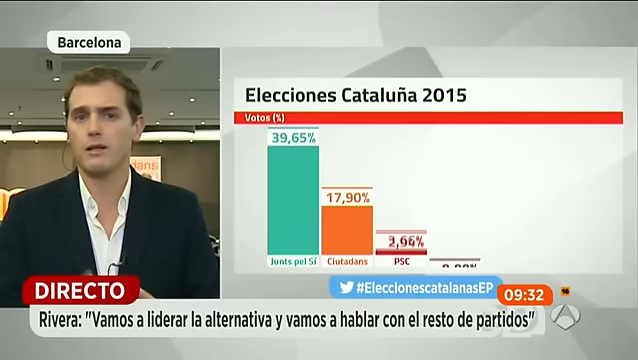 Barcelona
Elecciones Cataluña 2015
Votos (%)
39,65%
17,90%
Junts pel Sí
Ciutadans
PSC
dans
#EleccionescatalanasEP
DIRECTO
09:32
Rivera: "Vamos a liderar la alternativa y vamos a hablar con el resto de partidos"